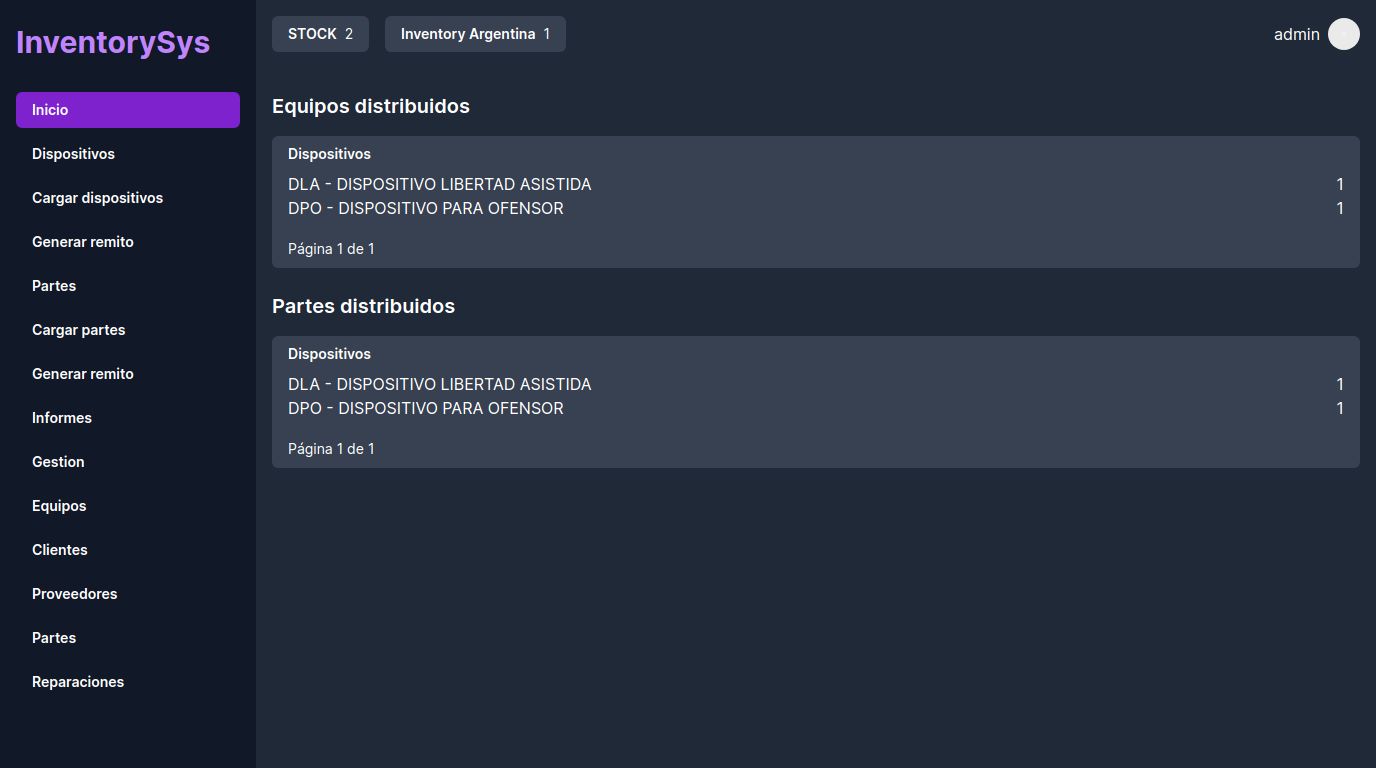 InventorySys
Inicio
Dispositivos
Cargar dispositivos
Generar remito
Partes
Cargar partes
Generar remito
Informes
Gestion
Equipos
Clientes
Proveedores
Partes
Reparaciones
STOCK 2
Inventory Argentina 1
admin
Equipos distribuidos
Dispositivos
DLA - DISPOSITIVO LIBERTAD ASISTIDA 1
DPO - DISPOSITIVO PARA OFENSOR 1
Página 1 de 1
Partes distribuidos
Dispositivos
DLA - DISPOSITIVO LIBERTAD ASISTIDA 1
DPO - DISPOSITIVO PARA OFENSOR 1
Página 1 de 1